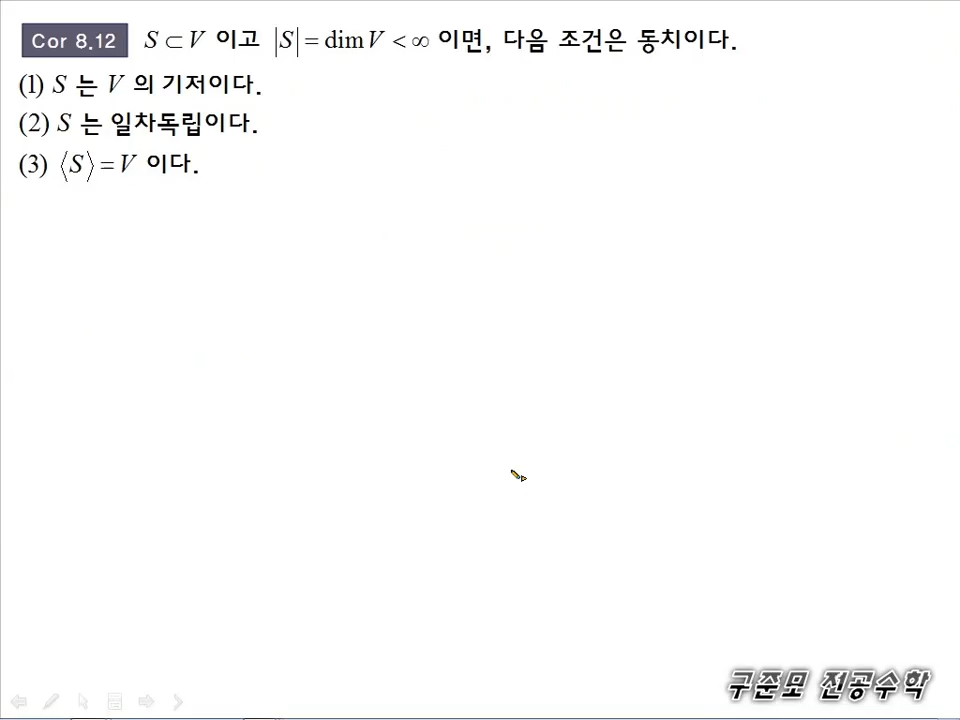 Cor 8.12 S ⊂ V 이고 |S| = dim V < ∞ 이면, 다음 조건은 동치이다.
(1) S 는 V 의 기저이다.
(2) S 는 일차독립이다.
(3) ⟨S⟩ = V 이다.
구준모 전공수학